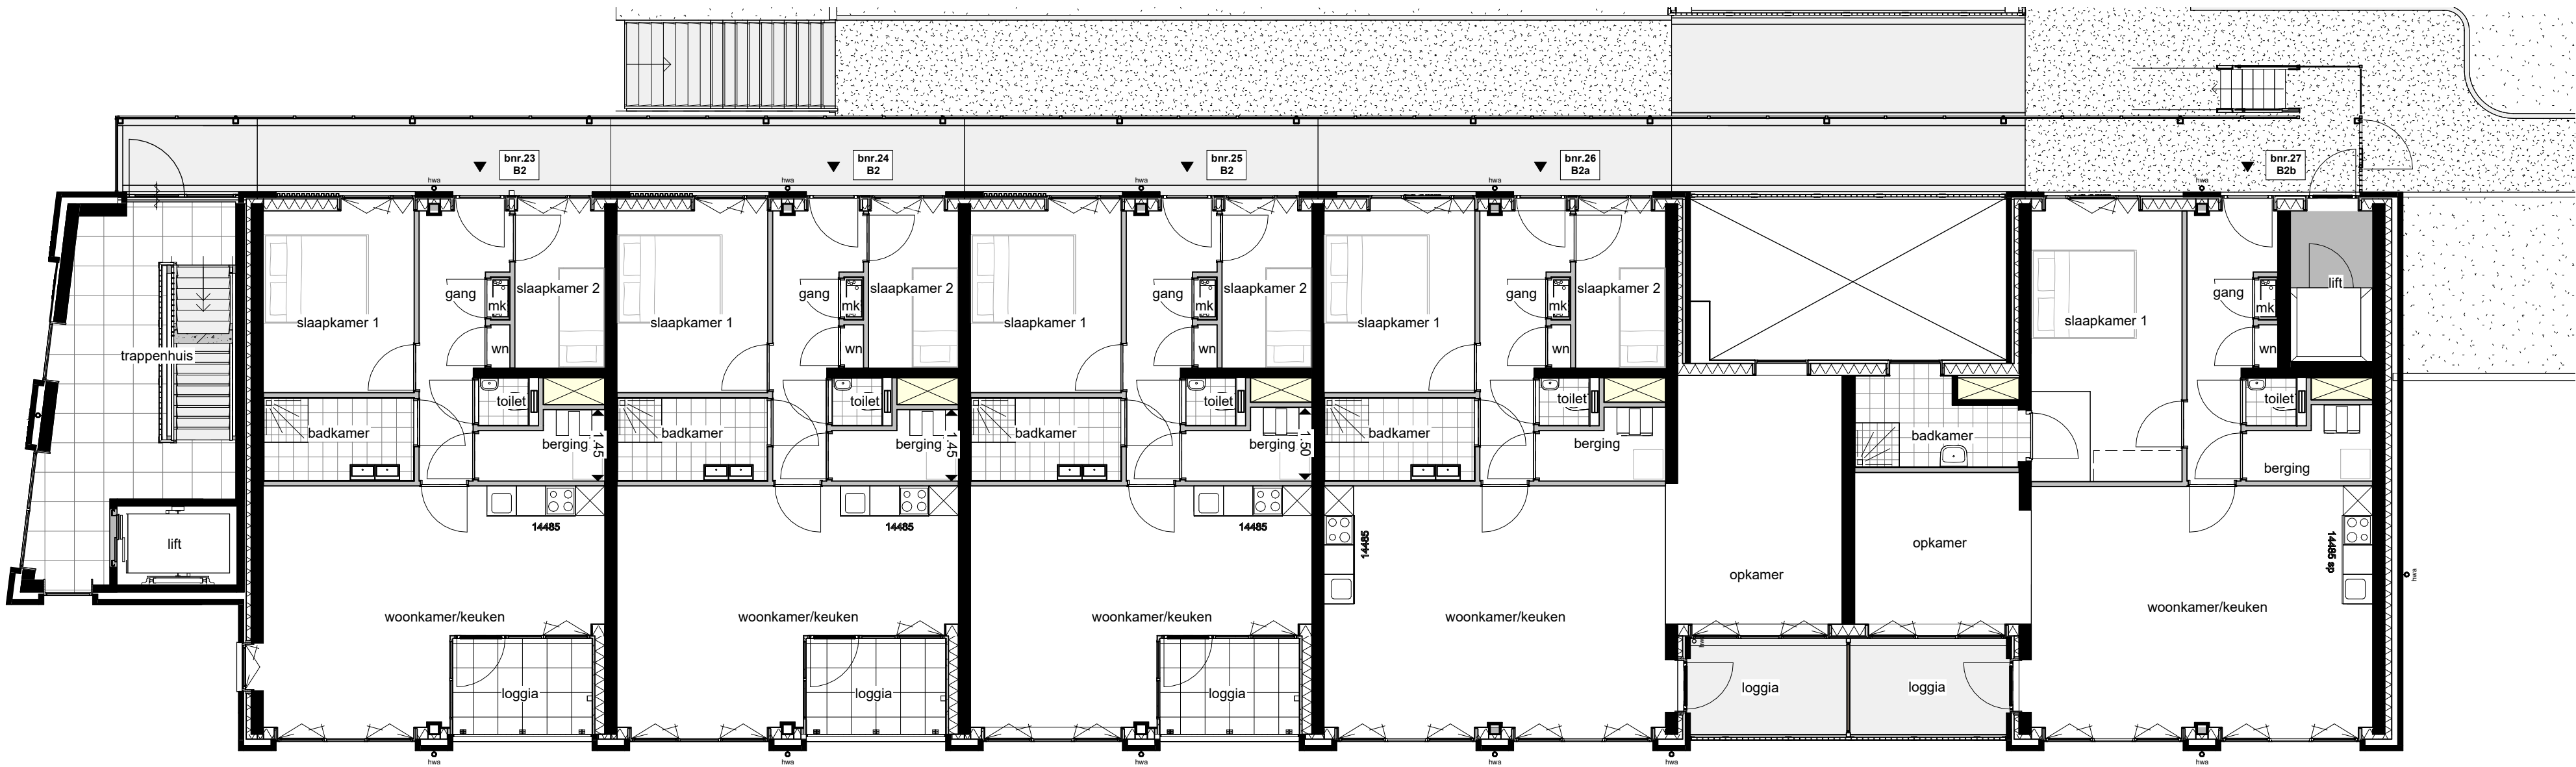 bnr.23
B2
bnr.24
B2
bnr.25
B2
bnr.26
B2a
bnr.27
B2b
hwa
hwa
hwa
hwa
hwa
trappenhuis
lift
slaapkamer 1
gang
mk
wn
slaapkamer 2
toilet
badkamer
berging
1.45
14485
woonkamer/keuken
loggia
slaapkamer 1
gang
mk
wn
slaapkamer 2
toilet
badkamer
berging
1.45
14485
woonkamer/keuken
loggia
slaapkamer 1
gang
mk
wn
slaapkamer 2
toilet
badkamer
berging
1.50
14485
woonkamer/keuken
loggia
slaapkamer 1
gang
mk
wn
slaapkamer 2
toilet
badkamer
berging
14485
woonkamer/keuken
opkamer
hwa
loggia
badkamer
opkamer
loggia
slaapkamer 1
gang
mk
wn
lift
toilet
berging
14485 sp
woonkamer/keuken
hwa
hwa
hwa
hwa
hwa
hwa
hwa